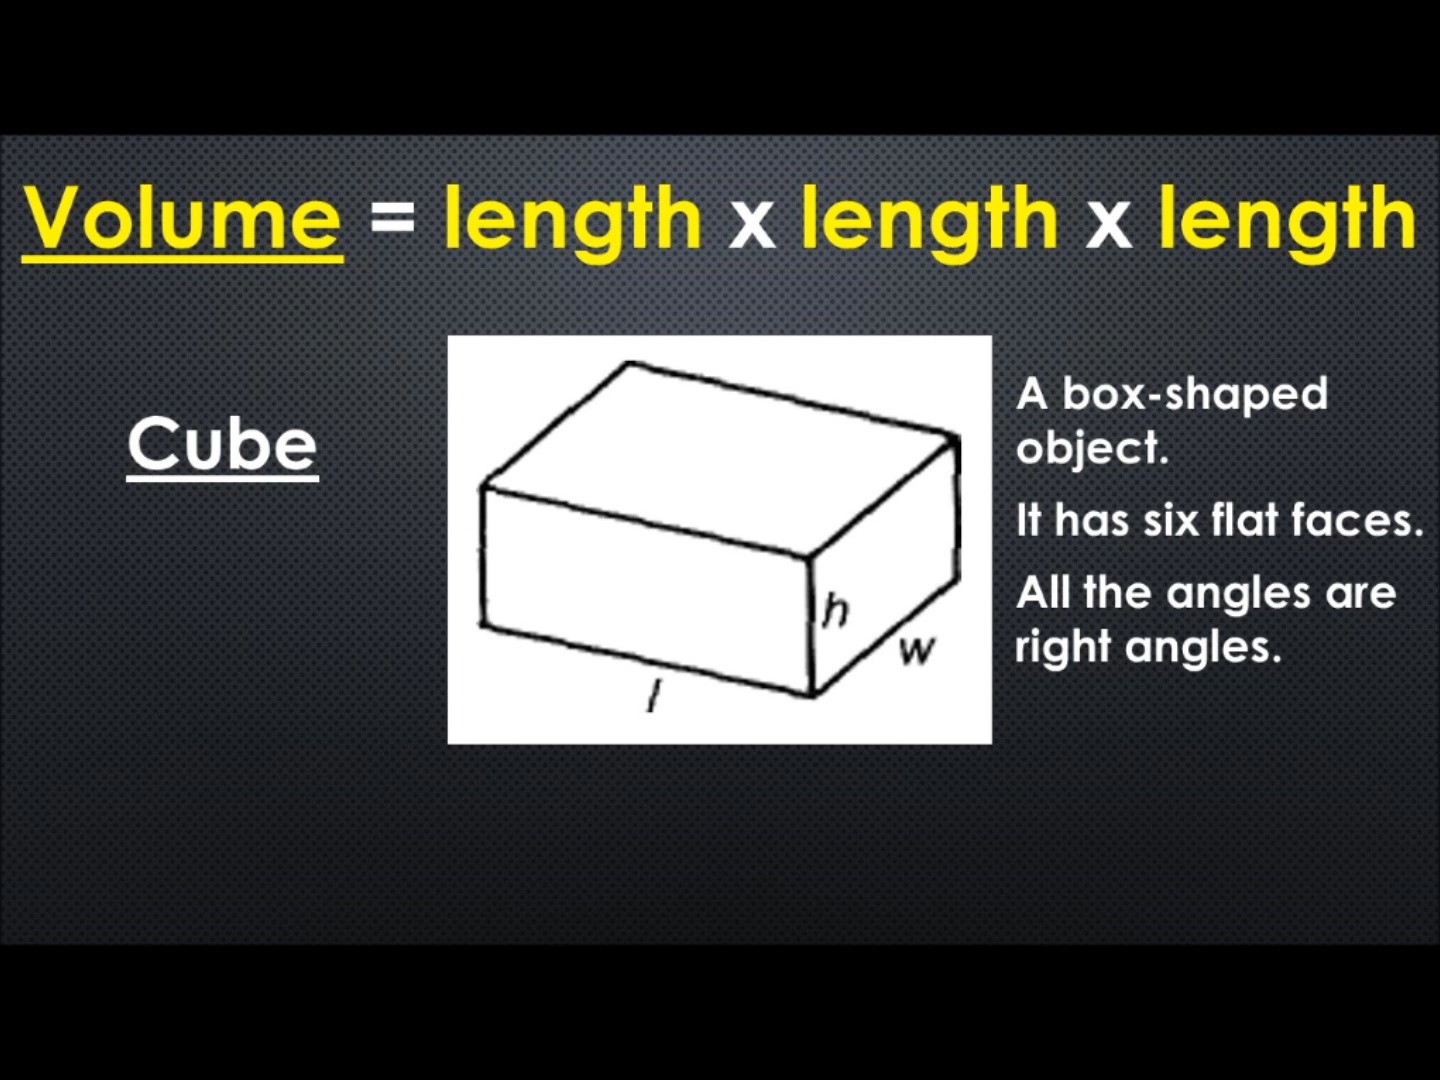 Volume = length x length x length
Cube
A box-shaped
object.
It has six flat faces.
All the angles are
right angles.
h
w
l